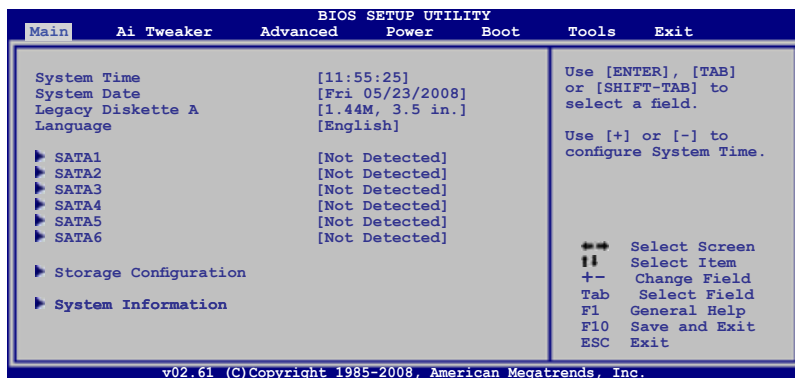 BIOS SETUP UTILITY
Main Ai Tweaker Advanced Power Boot Tools Exit
System Time [11:55:25]
System Date [Fri 05/23/2008]
Legacy Diskette A [1.44M, 3.5 in.]
Language [English]
SATA1 [Not Detected]
SATA2 [Not Detected]
SATA3 [Not Detected]
SATA4 [Not Detected]
SATA5 [Not Detected]
SATA6 [Not Detected]
Storage Configuration
System Information
Use [ENTER], [TAB]
or [SHIFT-TAB] to
select a field.
Use [+] or [-] to
configure System Time.
Select Screen
Select Item
+- Change Field
Tab Select Field
F1 General Help
F10 Save and Exit
ESC Exit
v02.61 (C)Copyright 1985-2008, American Megatrends, Inc.